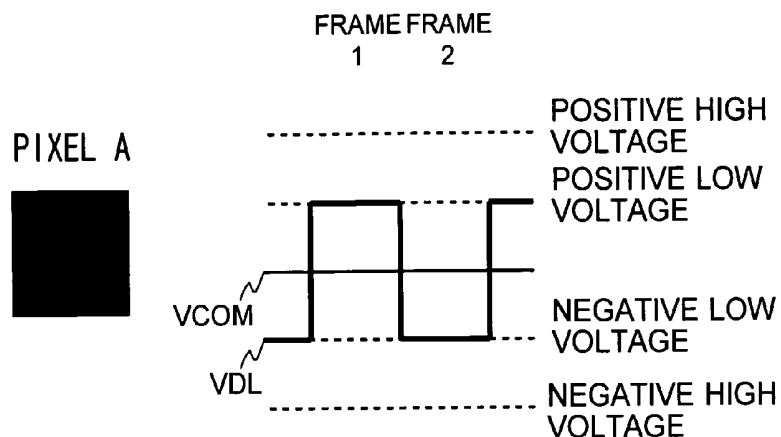 FRAME FRAME
1 2
POSITIVE HIGH
VOLTAGE
PIXEL A
POSITIVE LOW
VOLTAGE
VCOM
NEGATIVE LOW
VOLTAGE
VDL
NEGATIVE HIGH
VOLTAGE